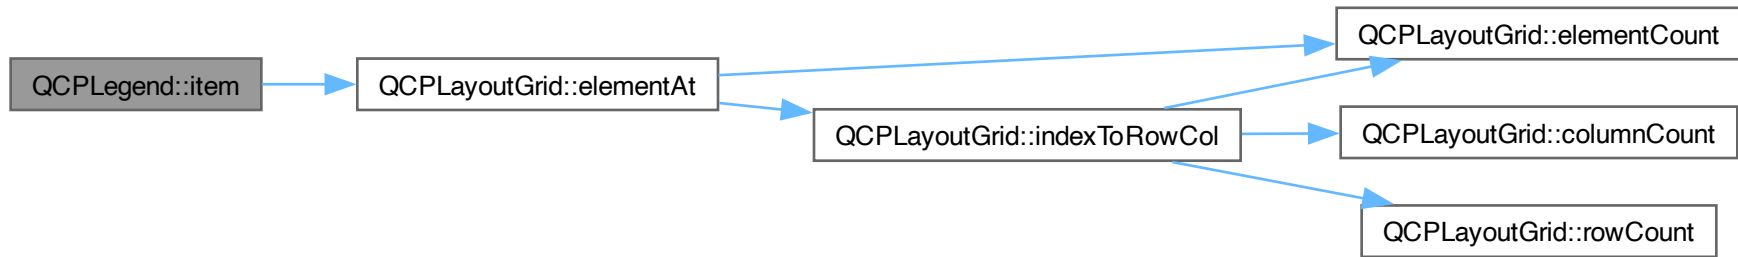 QCPLegend::item
QCPLayoutGrid::elementAt
QCPLayoutGrid::indexToRowCol
QCPLayoutGrid::elementCount
QCPLayoutGrid::columnCount
QCPLayoutGrid::rowCount